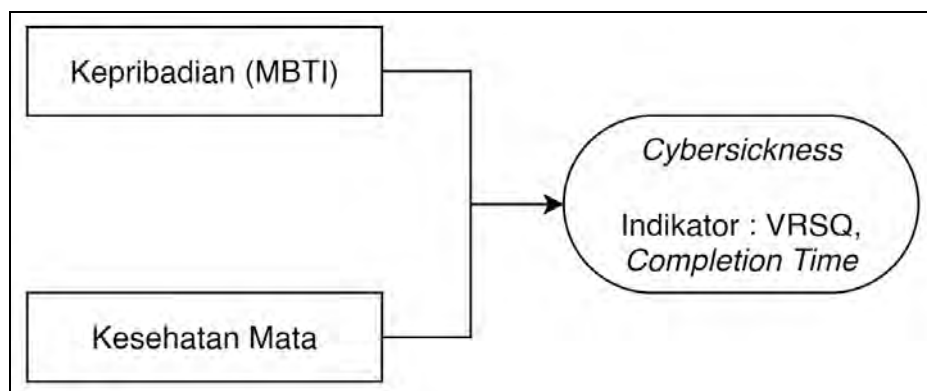 Kepribadian (MBTI)
Cybersickness
Indikator : VRSQ,
Completion Time
Kesehatan Mata